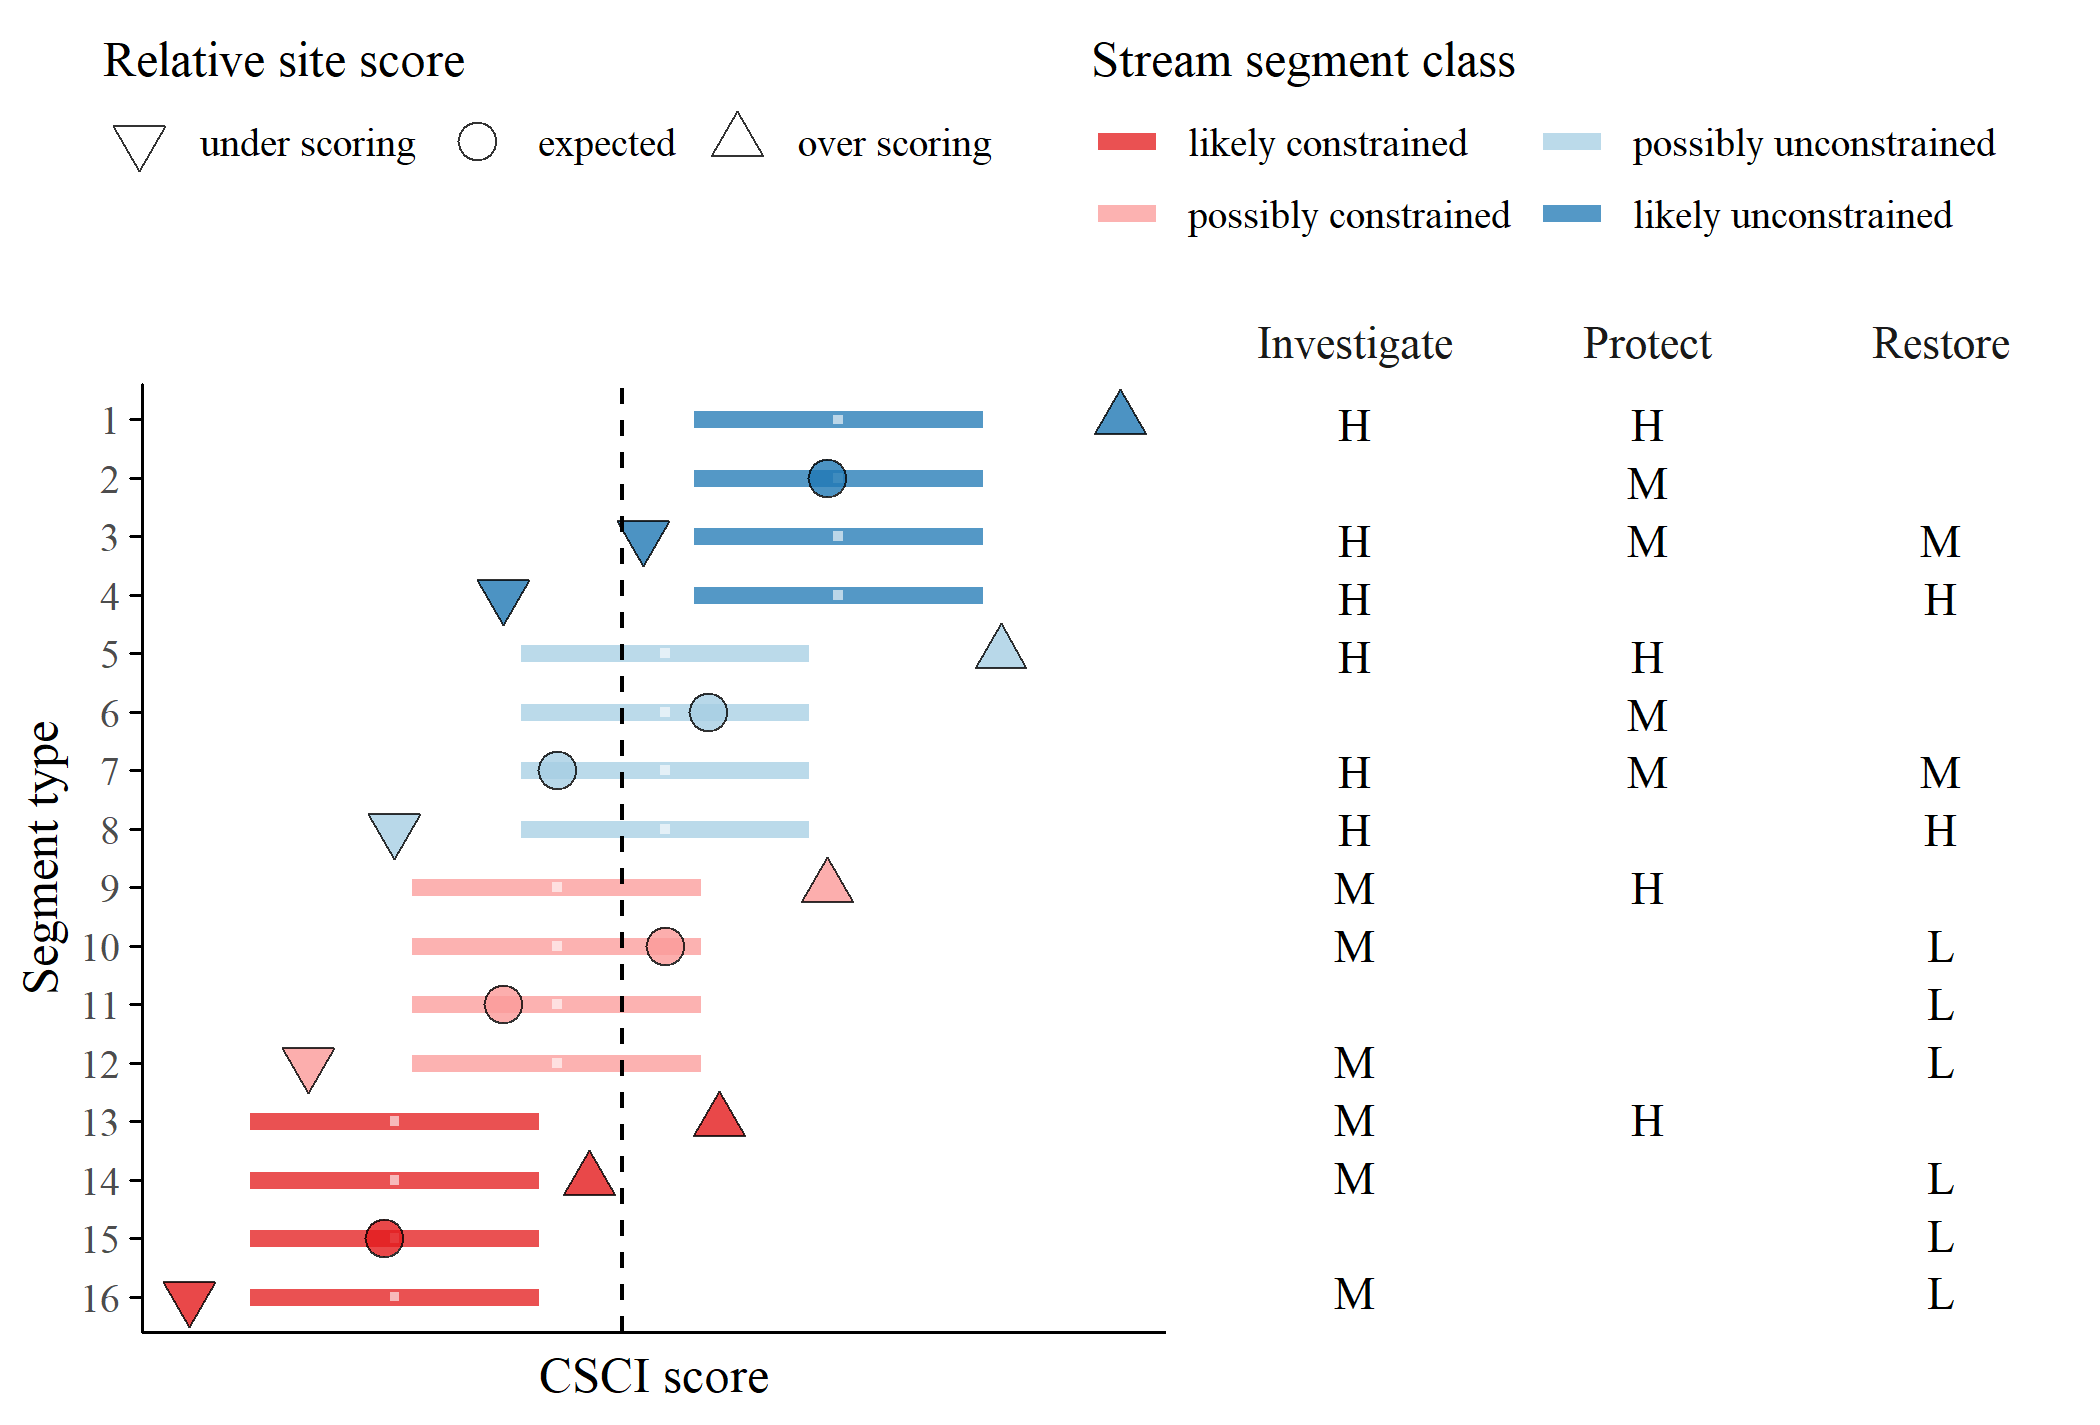 Relative site score
under scoring
expected
over scoring
Stream segment class
likely constrained
possibly unconstrained
possibly constrained
likely unconstrained
Investigate Protect Restore
1 H H
2 M
3 H M M
4 H H
5 H H
6 M
7 H M M
8 H H
9 M H
10 M L
11 L
12 M L
13 M H
14 M L
15 L
16 M L
Segment type
CSCI score